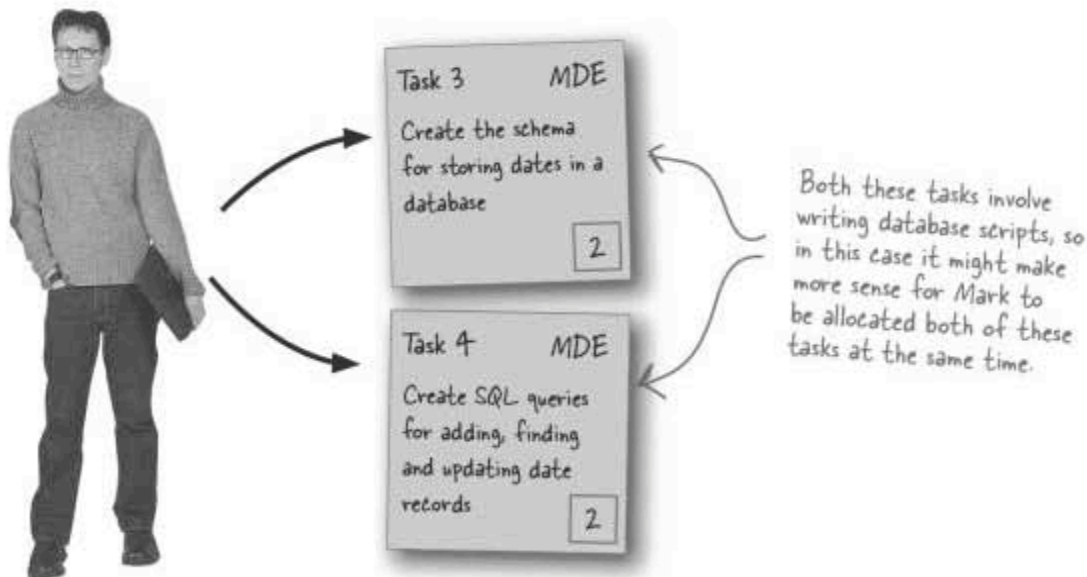 Task 3 MDE
Create the schema
for storing dates in a
database
2
Task 4 MDE
Create SQL queries
for adding, finding
and updating date
records
2
Both these tasks involve
writing database scripts, so
in this case it might make
more sense for Mark to
be allocated both of these
tasks at the same time.